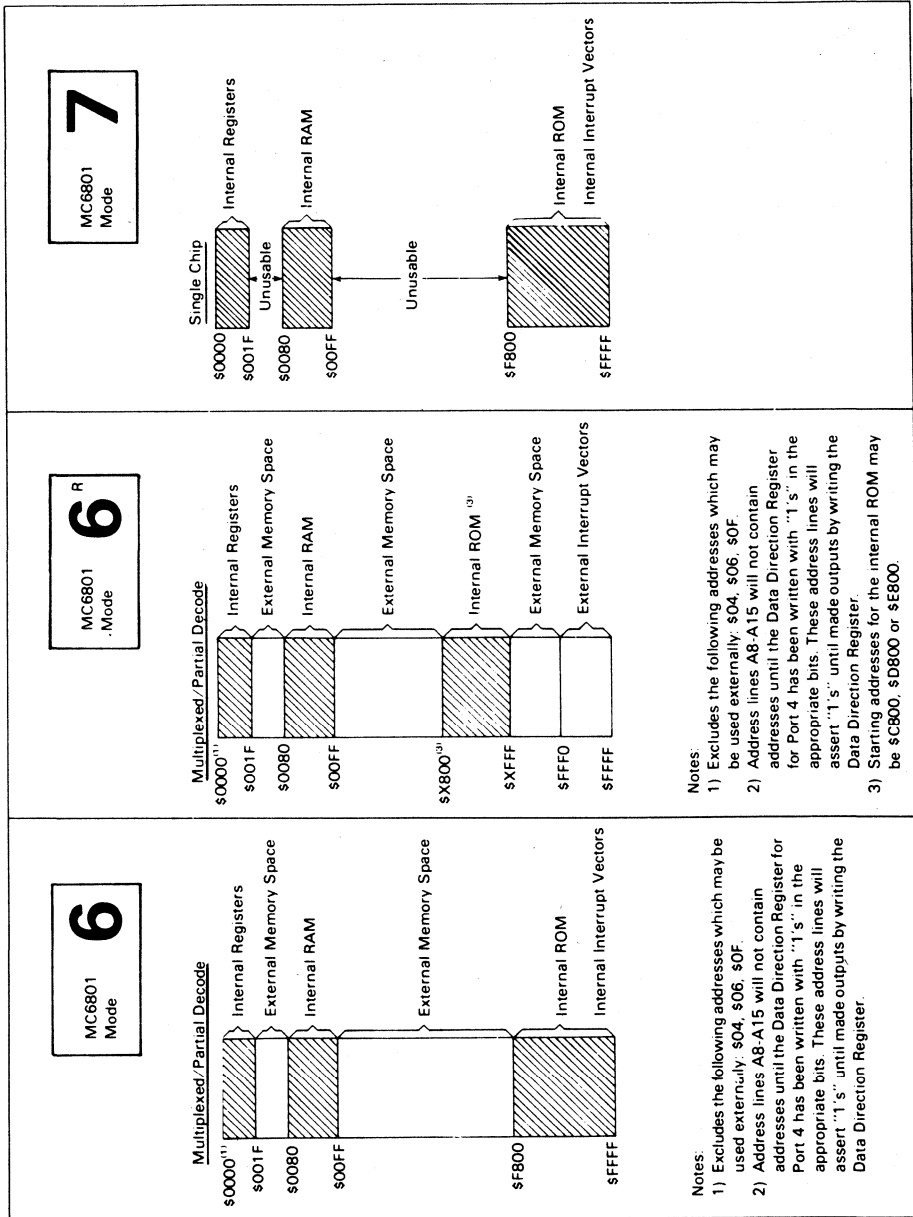 MC6801
Mode
6
Multiplexed/Partial Decode
$0000(1)
$001F
$0080
$00FF
$F800
$FFFF
Internal Registers
External Memory Space
Internal RAM
External Memory Space
Internal ROM
Internal Interrupt Vectors
Notes:
1) Excludes the following addresses which may be
used externally: $04, $06, $0F.
2) Address lines A8-A15 will not contain
addresses until the Data Direction Register for
Port 4 has been written with "1's" in the
appropriate bits. These address lines will
assert "1's" until made outputs by writing the
Data Direction Register.
MC6801
Mode
6 R
Multiplexed/Partial Decode
$0000(1)
$001F
$0080
$00FF
$X800(3)
$XFFF
$FFF0
$FFFF
Internal Registers
External Memory Space
Internal RAM
External Memory Space
Internal ROM (3)
External Memory Space
External Interrupt Vectors
Notes:
1) Excludes the following addresses which may
be used externally: $04, $06, $0F.
2) Address lines A8-A15 will not contain
addresses until the Data Direction Register
for Port 4 has been written with "1's" in the
appropriate bits. These address lines will
assert "1's" until made outputs by writing the
Data Direction Register.
3) Starting addresses for the internal ROM may
be $C800, $D800 or $E800.
MC6801
Mode
7
Single Chip
$0000
$001F
$0080
$00FF
$F800
$FFFF
Unusable
Unusable
Internal Registers
Internal RAM
Internal ROM
Internal Interrupt Vectors